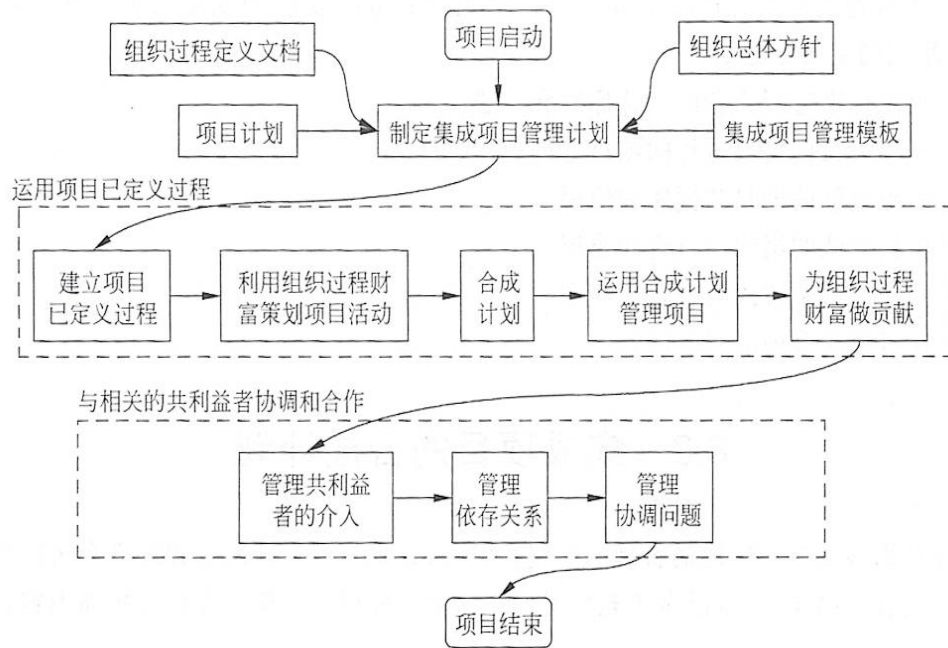 组织过程定义文档
项目启动
组织总体方针
项目计划
制定集成项目管理计划
集成项目管理模板
运用项目已定义过程
建立项目
已定义过程
利用组织过程财
富策划项目活动
合成
计划
运用合成计划
管理项目
为组织过程
财富做贡献
与相关的共利益者协调和合作
管理共利益
者的介入
管理
依存关系
管理
协调问题
项目结束